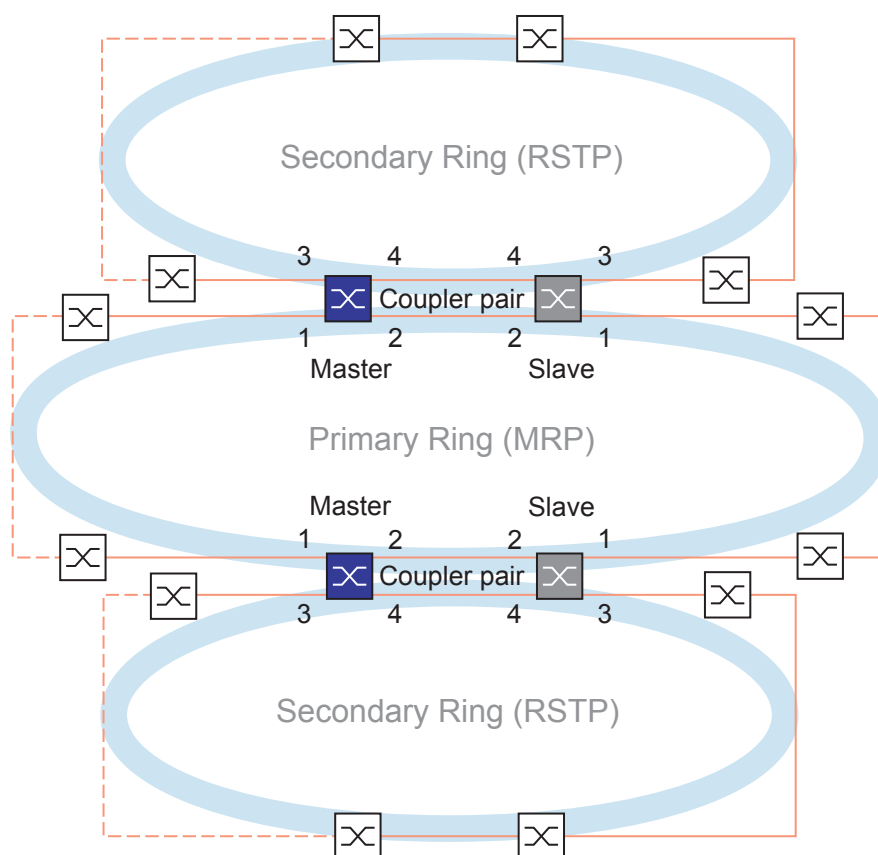 Secondary Ring (RSTP)
3 4 4 3
Coupler pair
1 2 2 1
Master Slave
Primary Ring (MRP)
Master Slave
1 2 2 1
Coupler pair
3 4 4 3
Secondary Ring (RSTP)